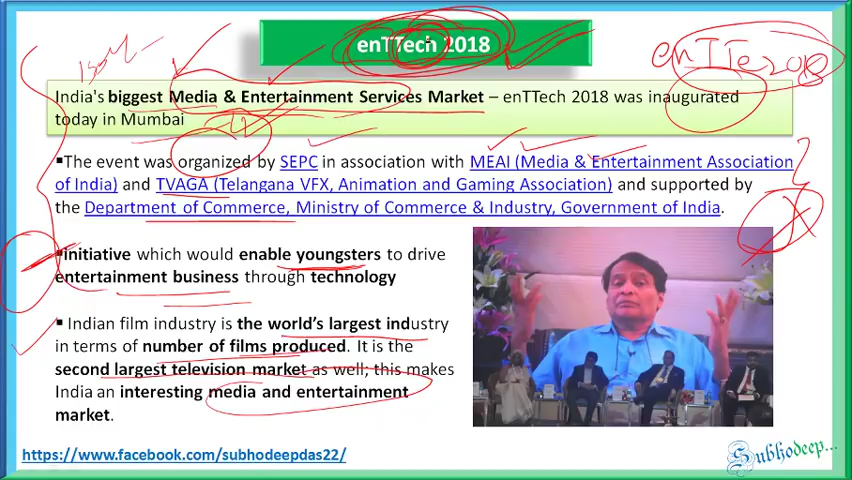 enTTech 2018
enTTe 2018
India's biggest Media & Entertainment Services Market – enTTech 2018 was inaugurated
today in Mumbai
▪The event was organized by SEPC in association with MEAI (Media & Entertainment Association
of India) and TVAGA (Telangana VFX, Animation and Gaming Association) and supported by
the Department of Commerce, Ministry of Commerce & Industry, Government of India.
▪initiative which would enable youngsters to drive
entertainment business through technology
▪ Indian film industry is the world's largest industry
in terms of number of films produced. It is the
second largest television market as well; this makes
India an interesting media and entertainment
market.
https://www.facebook.com/subhodeepdas22/
Subhodeep...